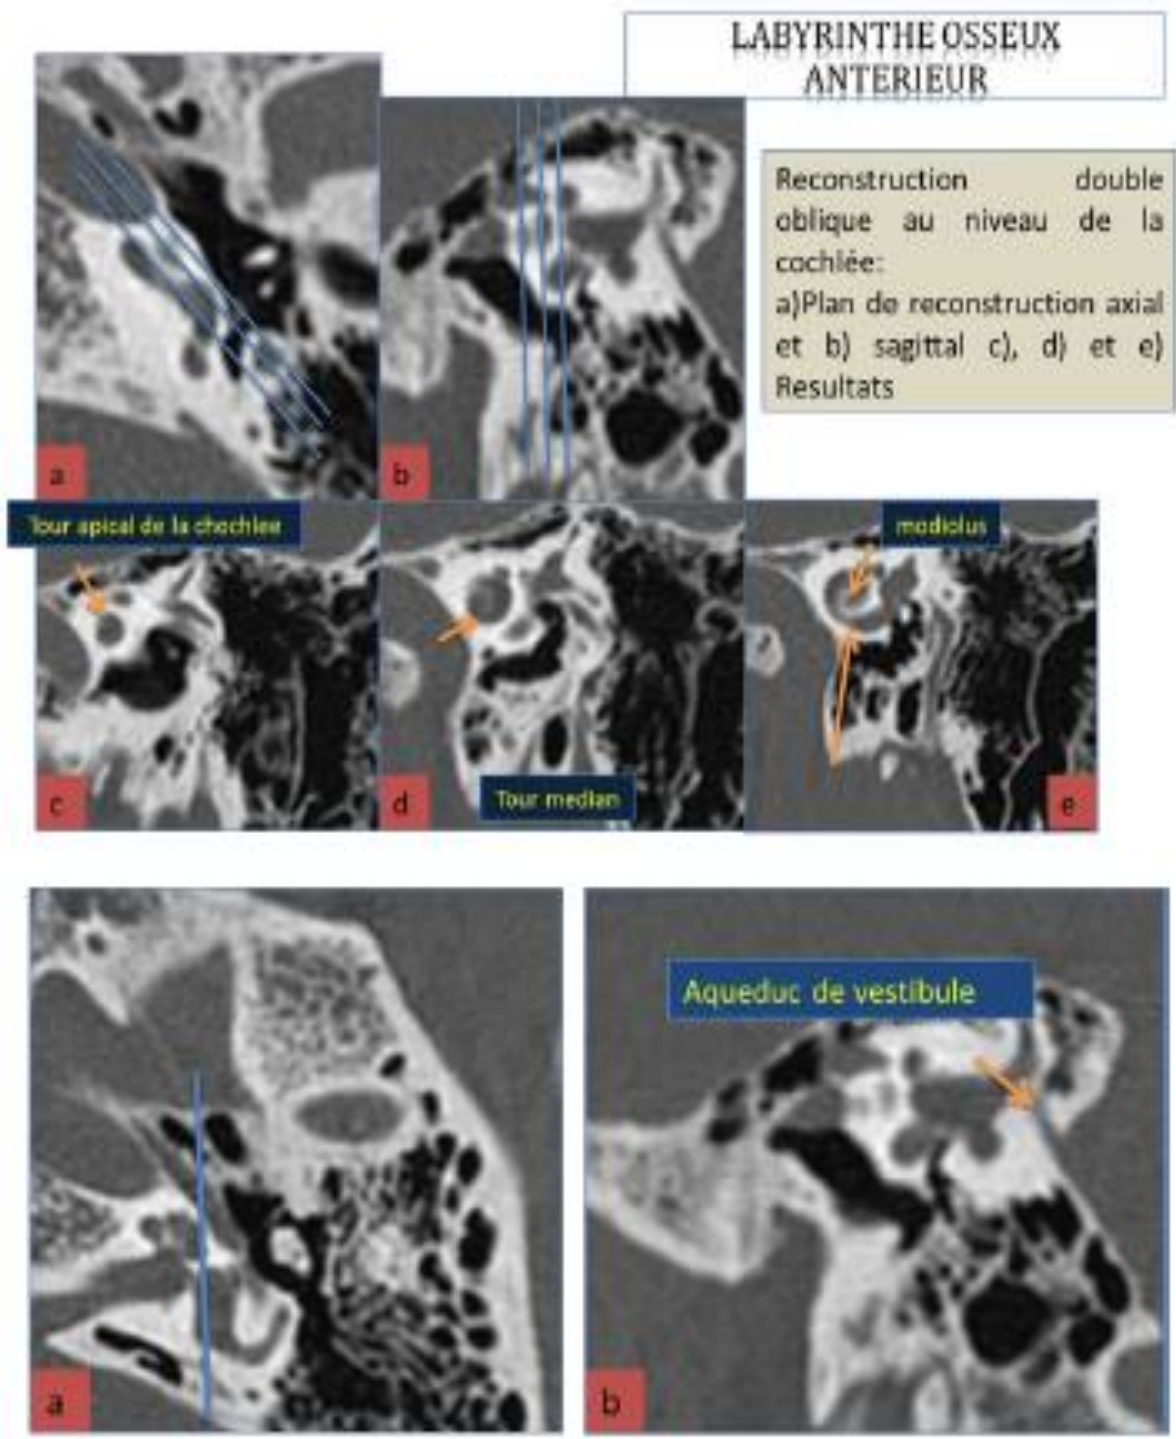 LABYRINTHE OSSEUX
ANTERIEUR
Reconstruction double
oblique au niveau de la
cochlée:
a)Plan de reconstruction axial
et b) sagittal c), d) et e)
Resultats
a
b
Tour apical de la chochlee
modiolus
c
d
Tour median
e
Aqueduc de vestibule
a
b